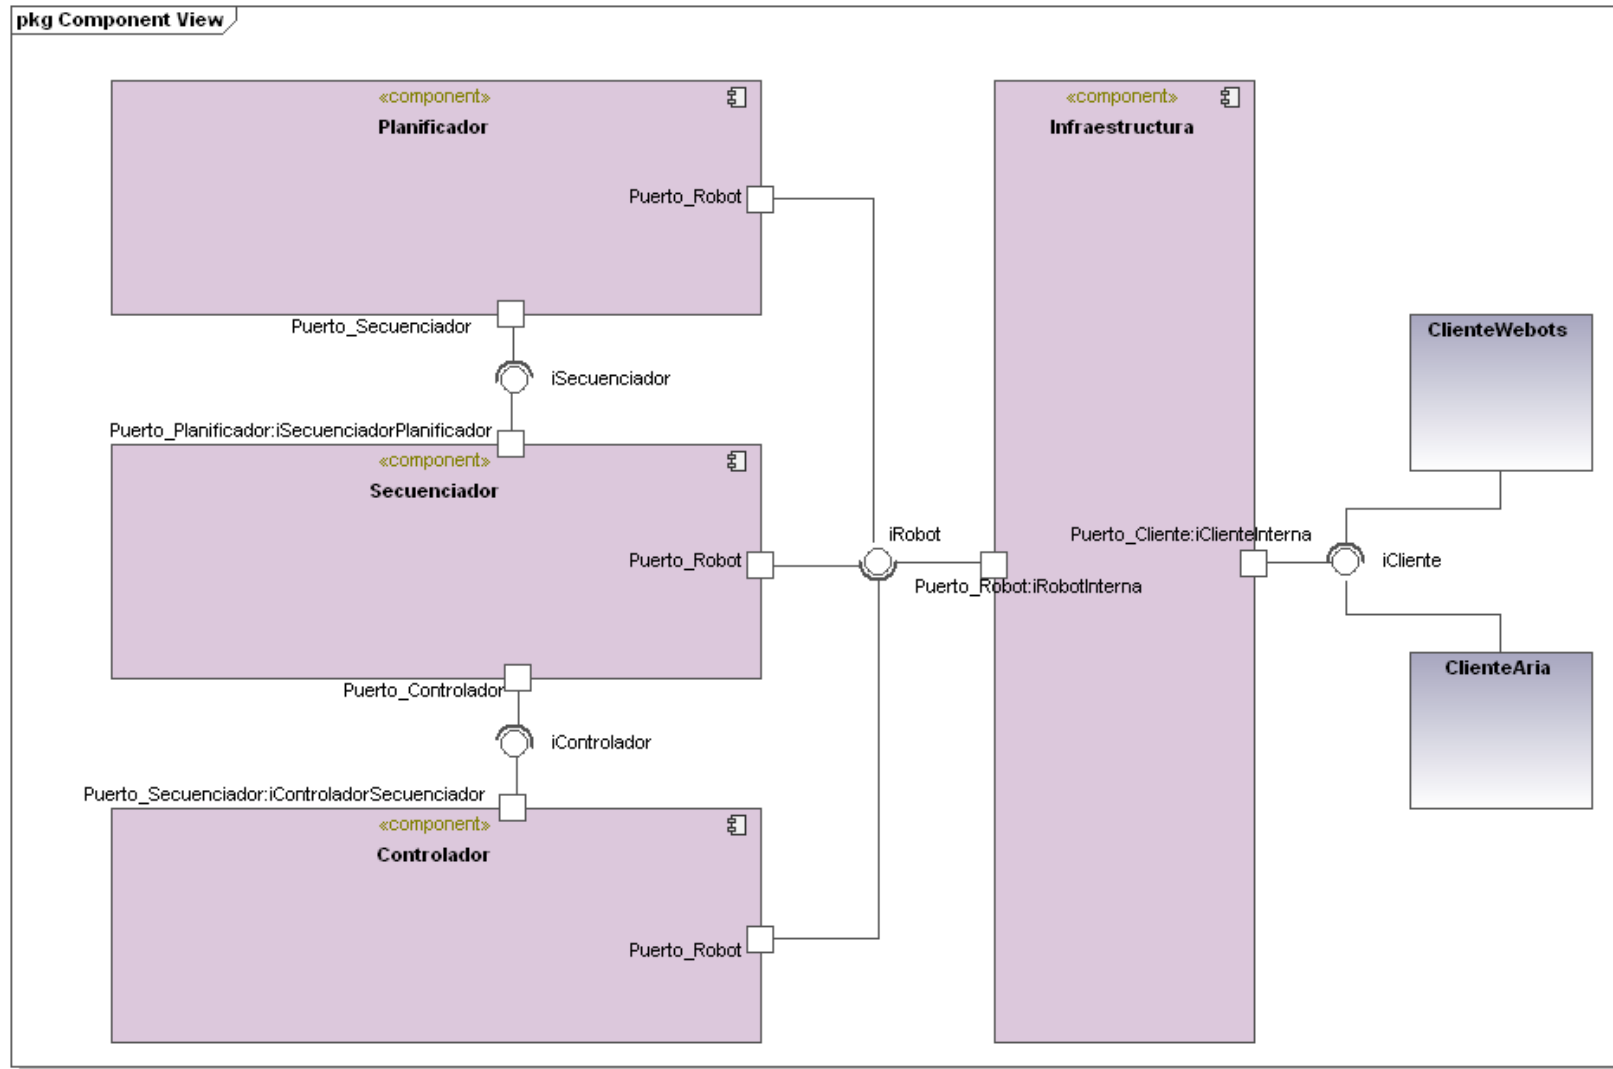 pkg Component View
«component»
Planificador
Puerto_Robot
Puerto_Secuenciador
iSecuenciador
Puerto_Planificador:iSecuenciadorPlanificador
«component»
Secuenciador
Puerto_Robot
Puerto_Controlador
iControlador
Puerto_Secuenciador:iControladorSecuenciador
«component»
Controlador
Puerto_Robot
iRobot
Puerto_Robot:iRobotInterna
«component»
Infraestructura
Puerto_Cliente:iClienteInterna
iCliente
ClienteWebots
ClienteAria